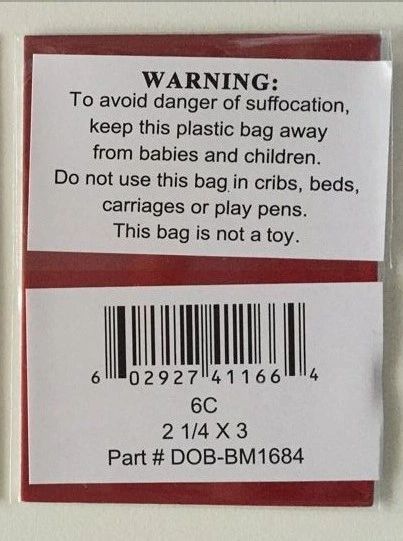 WARNING:
To avoid danger of suffocation,
keep this plastic bag away
from babies and children.
Do not use this bag in cribs, beds,
carriages or play pens.
This bag is not a toy.
6 02927 41166 4
6C
2 1/4 X 3
Part # DOB-BM1684